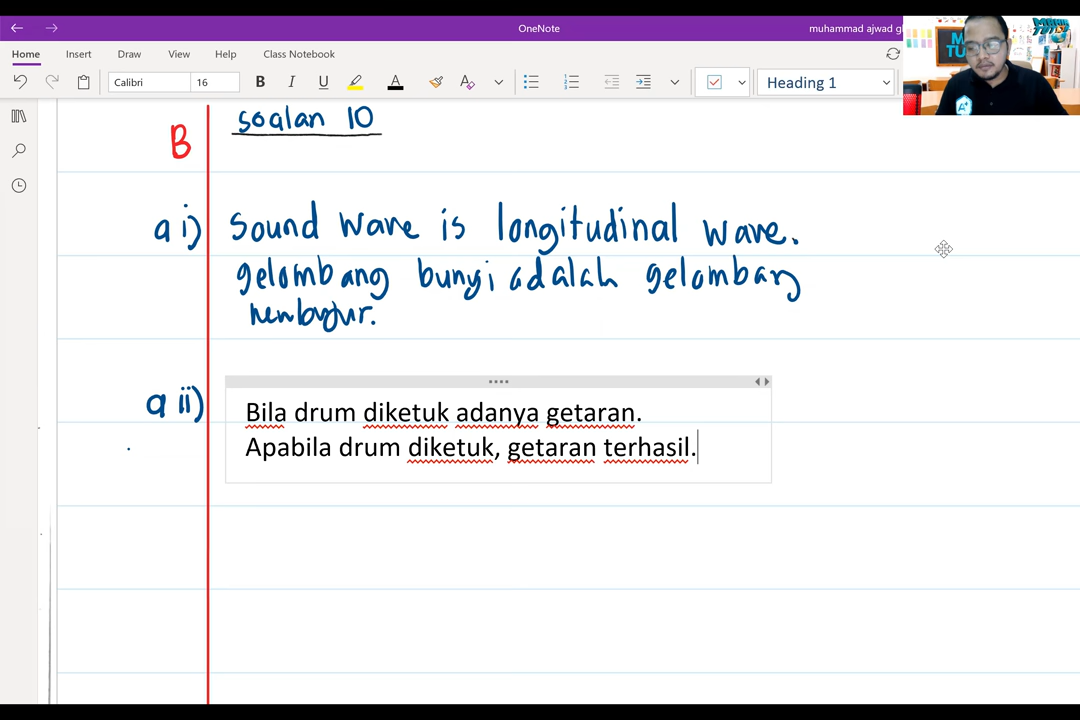 OneNote
muhammad ajwad
Home Insert Draw View Help Class Notebook
Calibri 16 B I U A Heading 1
soalan 10
B
a i) Sound wave is longitudinal wave.
gelombang bunyi adalah gelombang
membujur.
a ii) Bila drum diketuk adanya getaran.
Apabila drum diketuk, getaran terhasil.